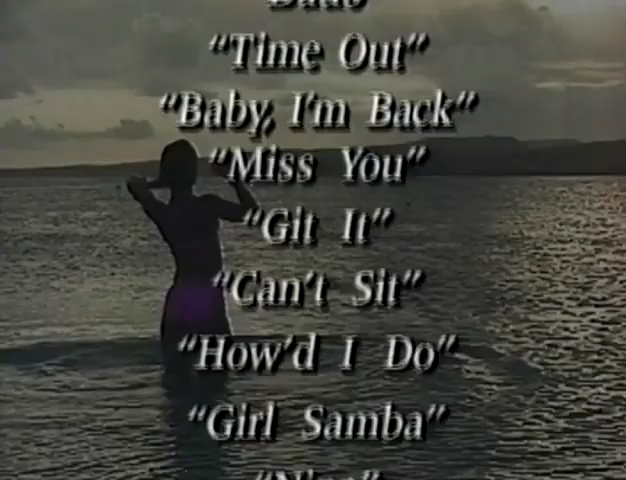 "Time Out"
"Baby, I'm Back"
"Miss You"
"Git It"
"Can't Sit"
"How'd I Do"
"Girl Samba"